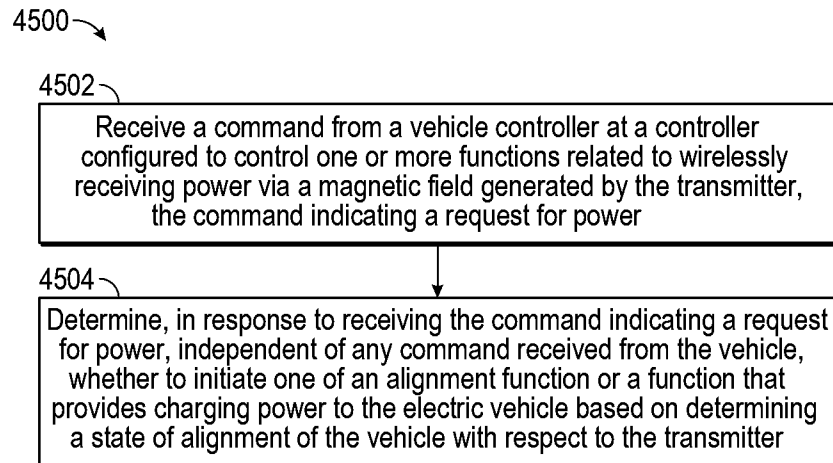 4500
4502
Receive a command from a vehicle controller at a controller
configured to control one or more functions related to wirelessly
receiving power via a magnetic field generated by the transmitter,
the command indicating a request for power
4504
Determine, in response to receiving the command indicating a request
for power, independent of any command received from the vehicle,
whether to initiate one of an alignment function or a function that
provides charging power to the electric vehicle based on determining
a state of alignment of the vehicle with respect to the transmitter